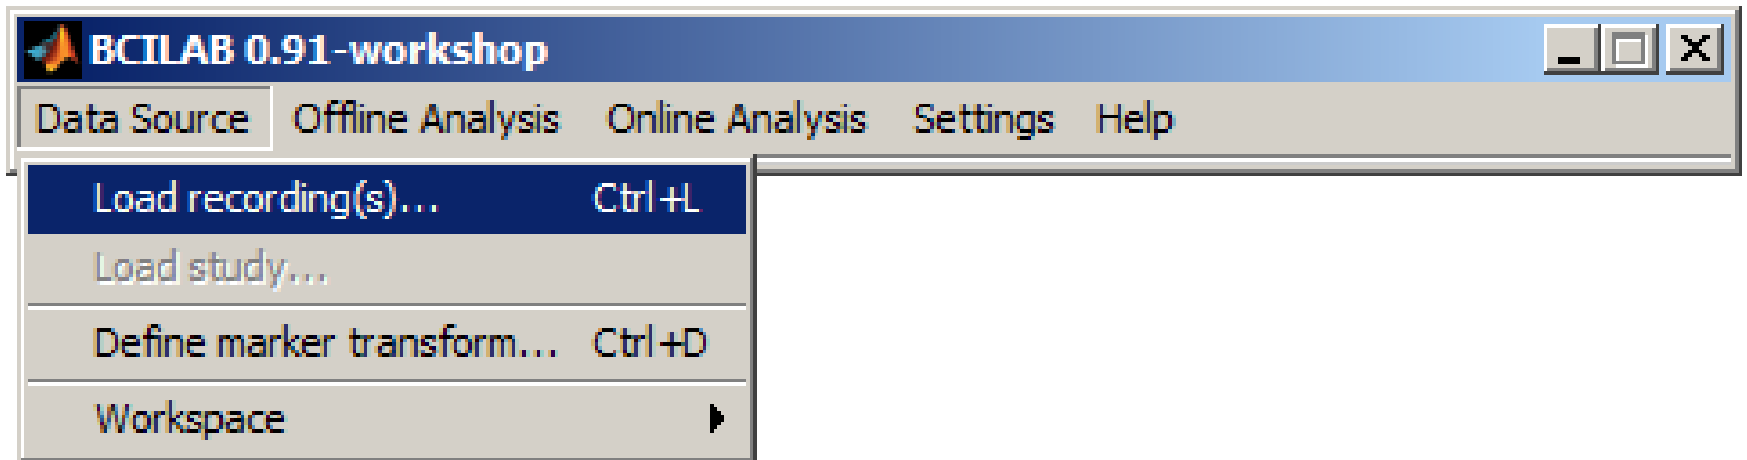 BCILAB 0.91-workshop
Data Source Offline Analysis Online Analysis Settings Help
Load recording(s)... Ctrl+L
Load study...
Define marker transform... Ctrl+D
Workspace